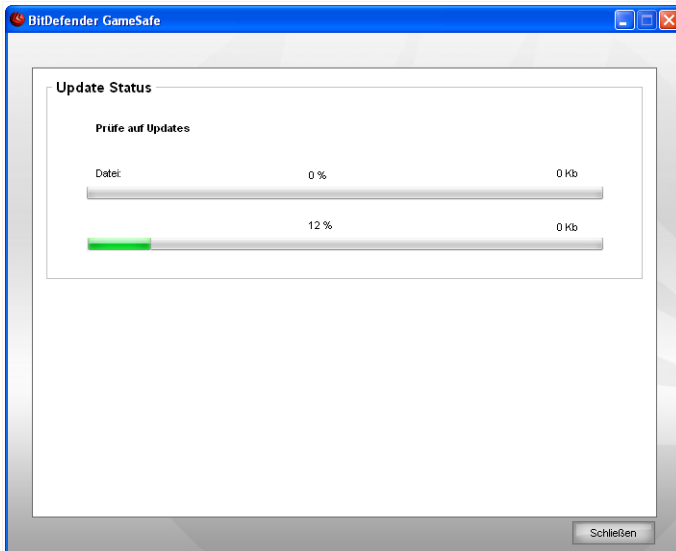 BitDefender GameSafe
Update Status
Prüfe auf Updates
Datei: 0 % 0 Kb
12 % 0 Kb
Schließen